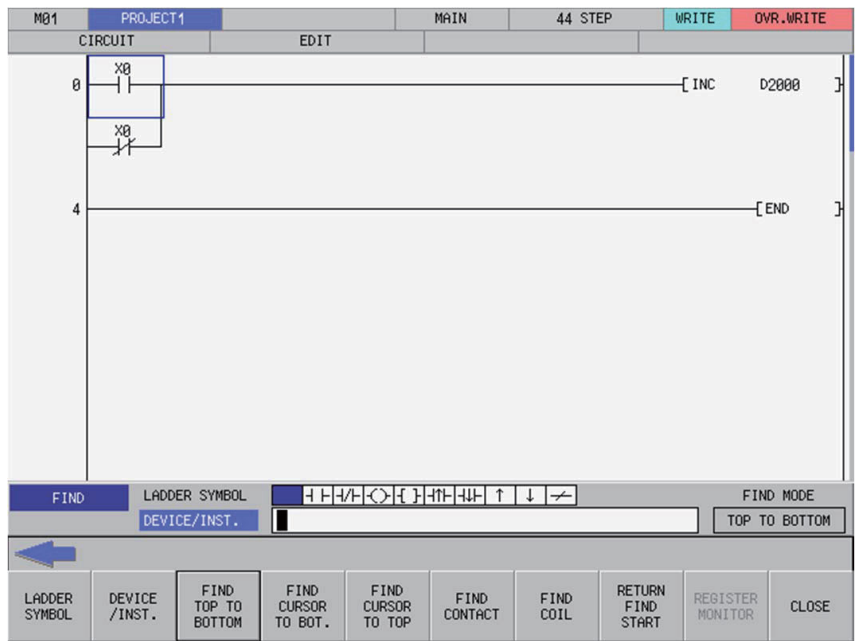 M01 PROJECT1 MAIN 44 STEP WRITE OVR.WRITE
CIRCUIT EDIT
X0
0 INC D2000
X0
4 END
FIND LADDER SYMBOL ↑ ↓ FIND MODE
DEVICE/INST. TOP TO BOTTOM
LADDER SYMBOL
DEVICE /INST.
FIND TOP TO BOTTOM
FIND CURSOR TO BOT.
FIND CURSOR TO TOP
FIND CONTACT
FIND COIL
RETURN FIND START
REGISTER MONITOR
CLOSE